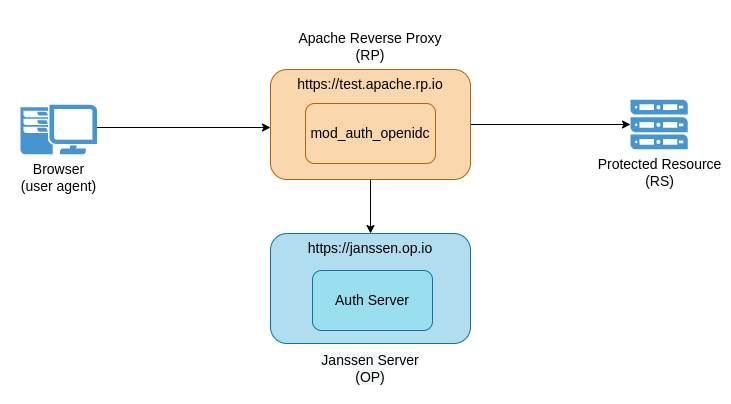 Apache Reverse Proxy
(RP)
https://test.apache.rp.io
mod_auth_openidc
Browser
(user agent)
Protected Resource
(RS)
https://janssen.op.io
Auth Server
Janssen Server
(OP)